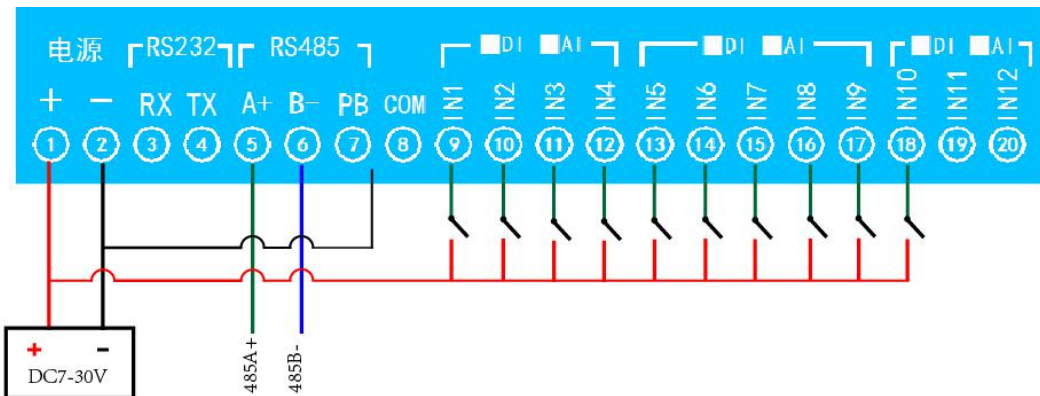 电源 RS232 RS485 DI AI DI AI DI AI
+ - RX TX A+ B- PB COM IN1 IN2 IN3 IN4 IN5 IN6 IN7 IN8 IN9 IN10 IN11 IN12
1 2 3 4 5 6 7 8 9 10 11 12 13 14 15 16 17 18 19 20
+ -
DC7-30V
485A+
485B-